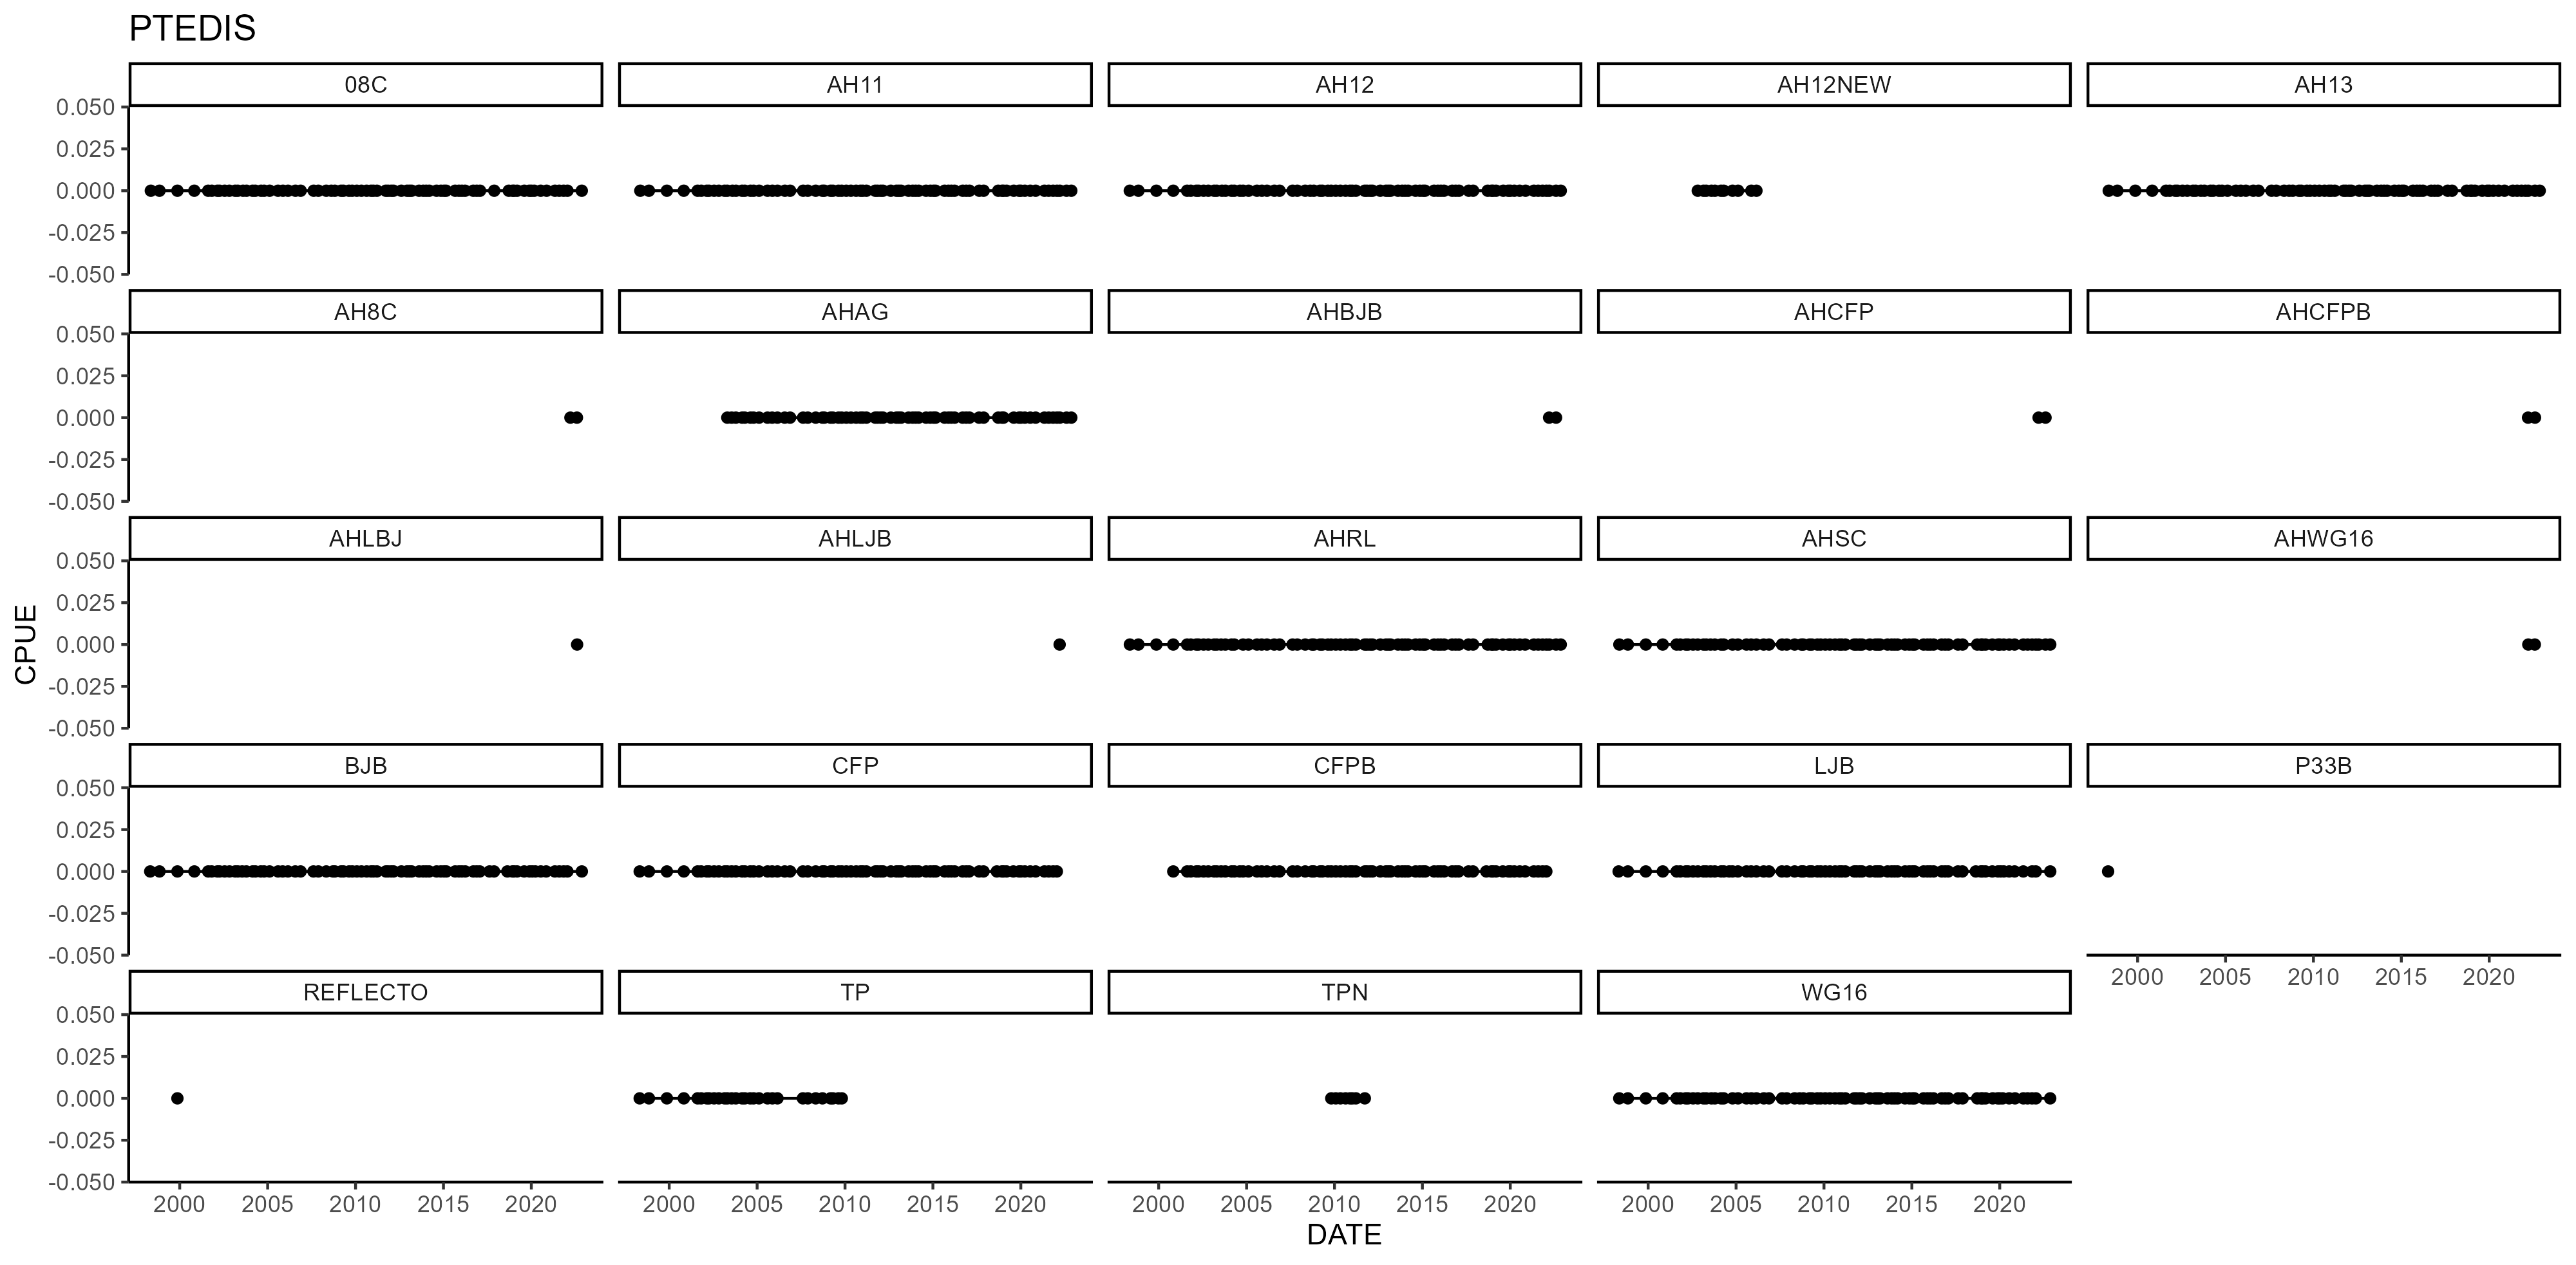 PTEDIS
08C AH11 AH12 AH12NEW AH13
0.050
0.025
0.000
-0.025
-0.050
AH8C AHAG AHBJB AHCFP AHCFPB
0.050
0.025
0.000
-0.025
-0.050
AHLBJ AHLJB AHRL AHSC AHWG16
0.050
0.025
0.000
-0.025
-0.050
CPUE
BJB CFP CFPB LJB P33B
0.050
0.025
0.000
-0.025
-0.050
2000 2005 2010 2015 2020
REFLECTO TP TPN WG16
0.050
0.025
0.000
-0.025
-0.050
2000 2005 2010 2015 2020 2000 2005 2010 2015 2020 2000 2005 2010 2015 2020 2000 2005 2010 2015 2020
DATE